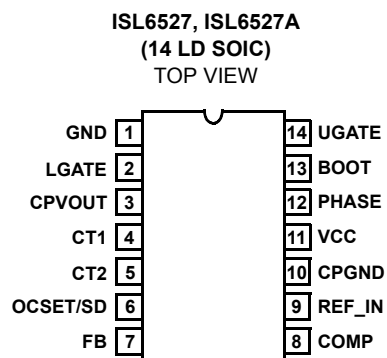 ISL6527, ISL6527A
(14 LD SOIC)
TOP VIEW
GND 1 14 UGATE
LGATE 2 13 BOOT
CPVOUT 3 12 PHASE
CT1 4 11 VCC
CT2 5 10 CPGND
OCSET/SD 6 9 REF_IN
FB 7 8 COMP